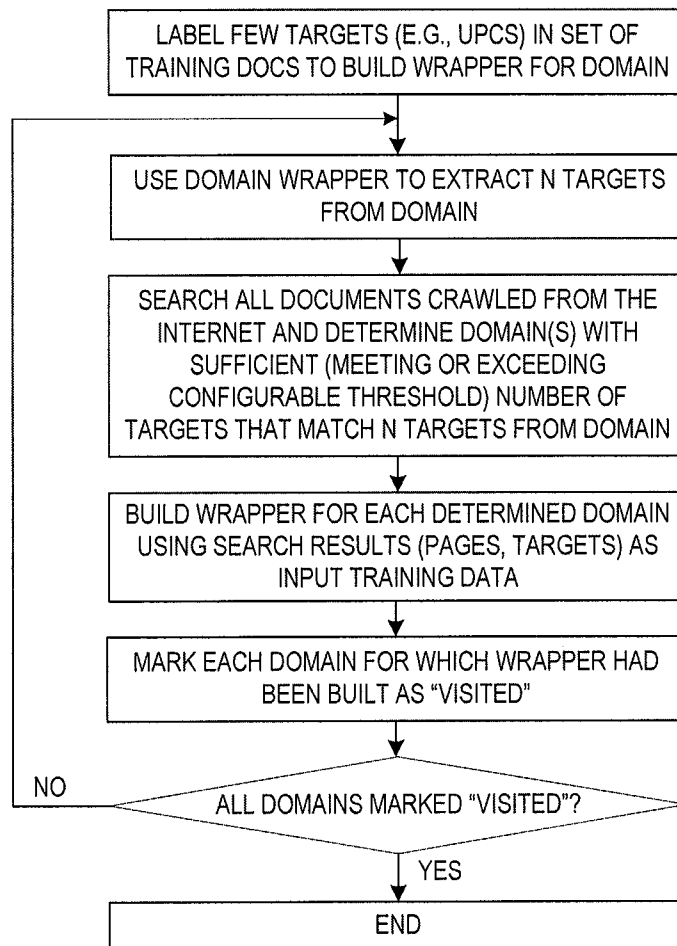 LABEL FEW TARGETS (E.G., UPCS) IN SET OF
TRAINING DOCS TO BUILD WRAPPER FOR DOMAIN
USE DOMAIN WRAPPER TO EXTRACT N TARGETS
FROM DOMAIN
SEARCH ALL DOCUMENTS CRAWLED FROM THE
INTERNET AND DETERMINE DOMAIN(S) WITH
SUFFICIENT (MEETING OR EXCEEDING
CONFIGURABLE THRESHOLD) NUMBER OF
TARGETS THAT MATCH N TARGETS FROM DOMAIN
BUILD WRAPPER FOR EACH DETERMINED DOMAIN
USING SEARCH RESULTS (PAGES, TARGETS) AS
INPUT TRAINING DATA
MARK EACH DOMAIN FOR WHICH WRAPPER HAD
BEEN BUILT AS “VISITED”
NO
ALL DOMAINS MARKED “VISITED”?
YES
END